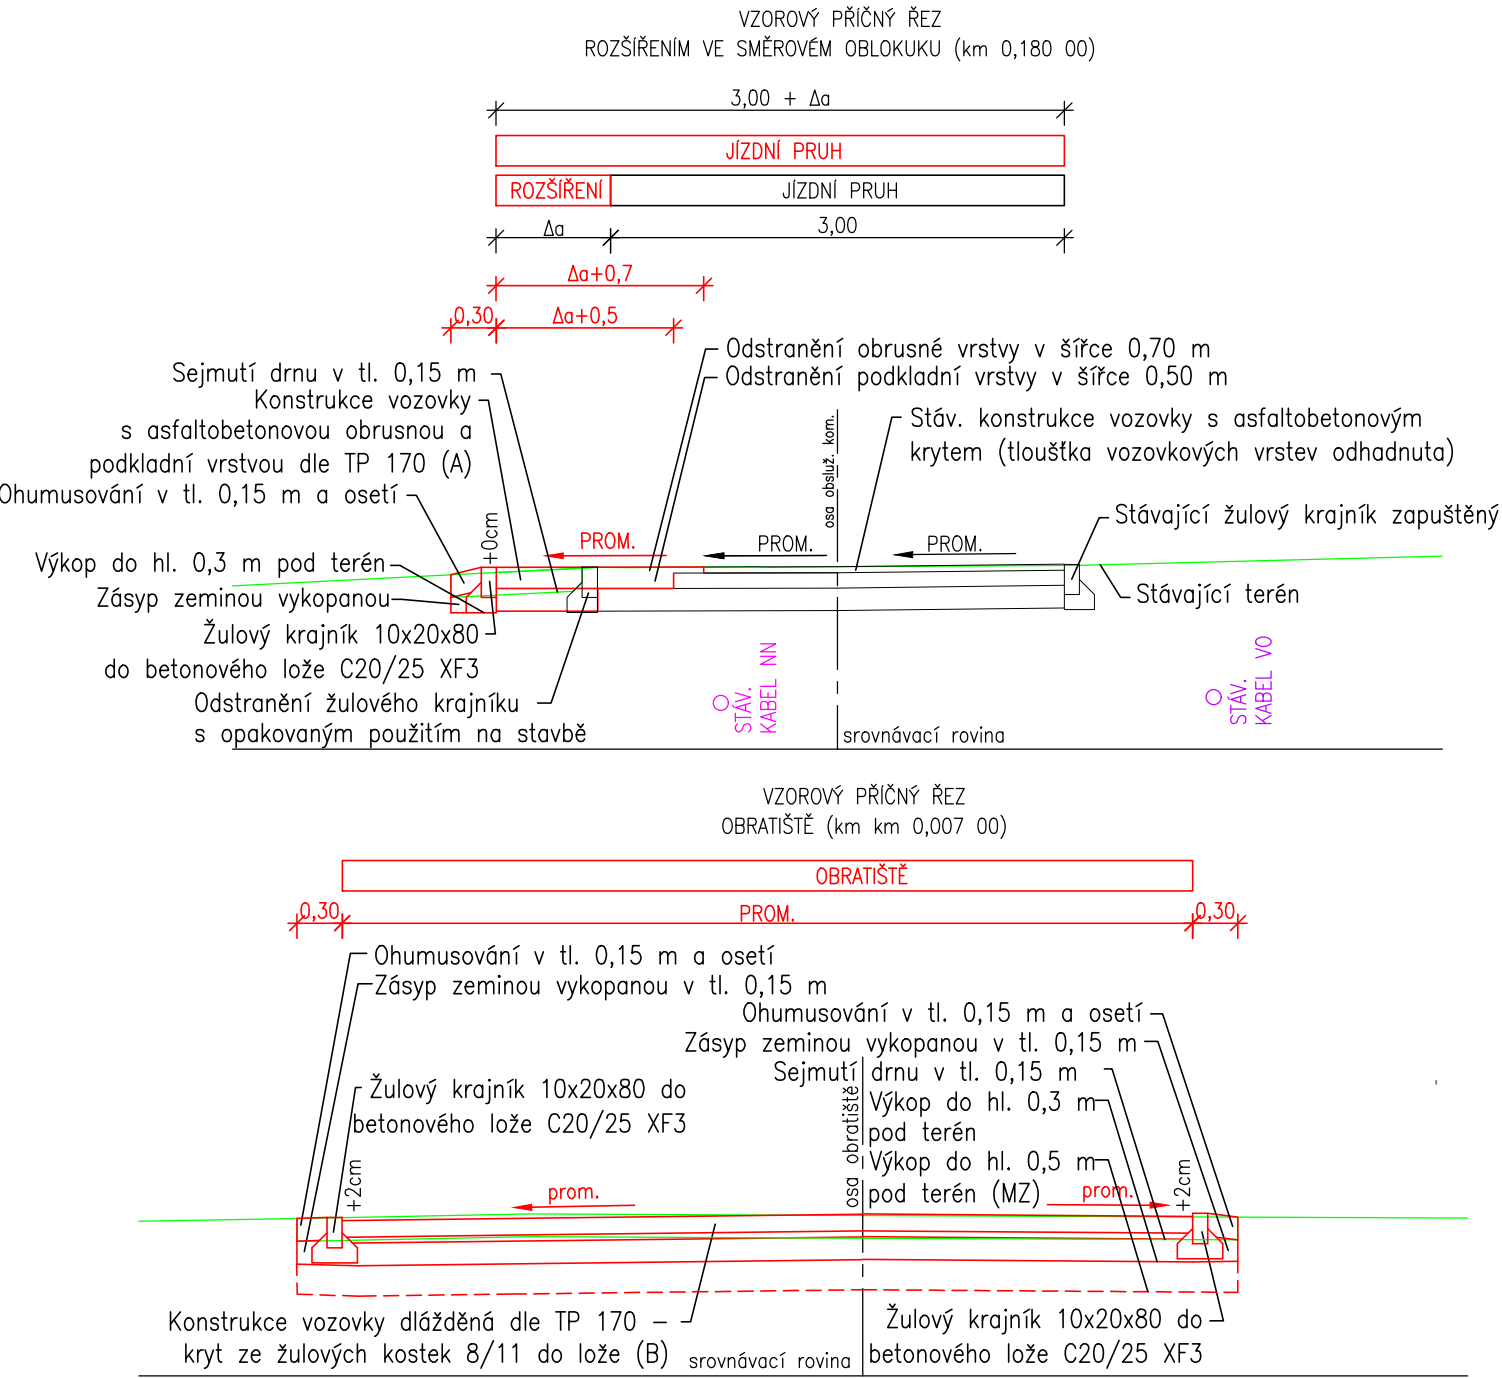 VZOROVÝ PŘÍČNÝ ŘEZ
ROZŠÍŘENÍM VE SMĚROVÉM OBLOKUKU (km 0,180 00)
3,00 + Δa
JÍZDNÍ PRUH
ROZŠÍŘENÍ
JÍZDNÍ PRUH
Δa
3,00
Δa+0,7
0,30
Δa+0,5
Odstranění obrusné vrstvy v šířce 0,70 m
Odstranění podkladní vrstvy v šířce 0,50 m
Sejmutí drnu v tl. 0,15 m
Konstrukce vozovky
s asfaltobetonovou obrusnou a
podkladní vrstvou dle TP 170 (A)
Ohumusování v tl. 0,15 m a osetí
Výkop do hl. 0,3 m pod terén
Zásyp zeminou vykopanou
Žulový krajník 10x20x80
do betonového lože C20/25 XF3
Odstranění žulového krajníku
s opakovaným použitím na stavbě
+0cm
PROM.
PROM.
PROM.
osa obsluž. kom.
Stáv. konstrukce vozovky s asfaltobetonovým
krytem (tloušťka vozovkových vrstev odhadnuta)
Stávající žulový krajník zapuštěný
Stávající terén
STÁV.
KABEL NN
STÁV.
KABEL VO
srovnávací rovina
VZOROVÝ PŘÍČNÝ ŘEZ
OBRATIŠTĚ (km km 0,007 00)
OBRATIŠTĚ
0,30
PROM.
0,30
Ohumusování v tl. 0,15 m a osetí
Zásyp zeminou vykopanou v tl. 0,15 m
Ohumusování v tl. 0,15 m a osetí
Zásyp zeminou vykopanou v tl. 0,15 m
Sejmutí drnu v tl. 0,15 m
Výkop do hl. 0,3 m
pod terén
Výkop do hl. 0,5 m
pod terén (MZ)
Žulový krajník 10x20x80 do
betonového lože C20/25 XF3
osa obratiště
+2cm
prom.
prom.
+2cm
Konstrukce vozovky dlážděná dle TP 170 –
kryt ze žulových kostek 8/11 do lože (B)
Žulový krajník 10x20x80 do
betonového lože C20/25 XF3
srovnávací rovina